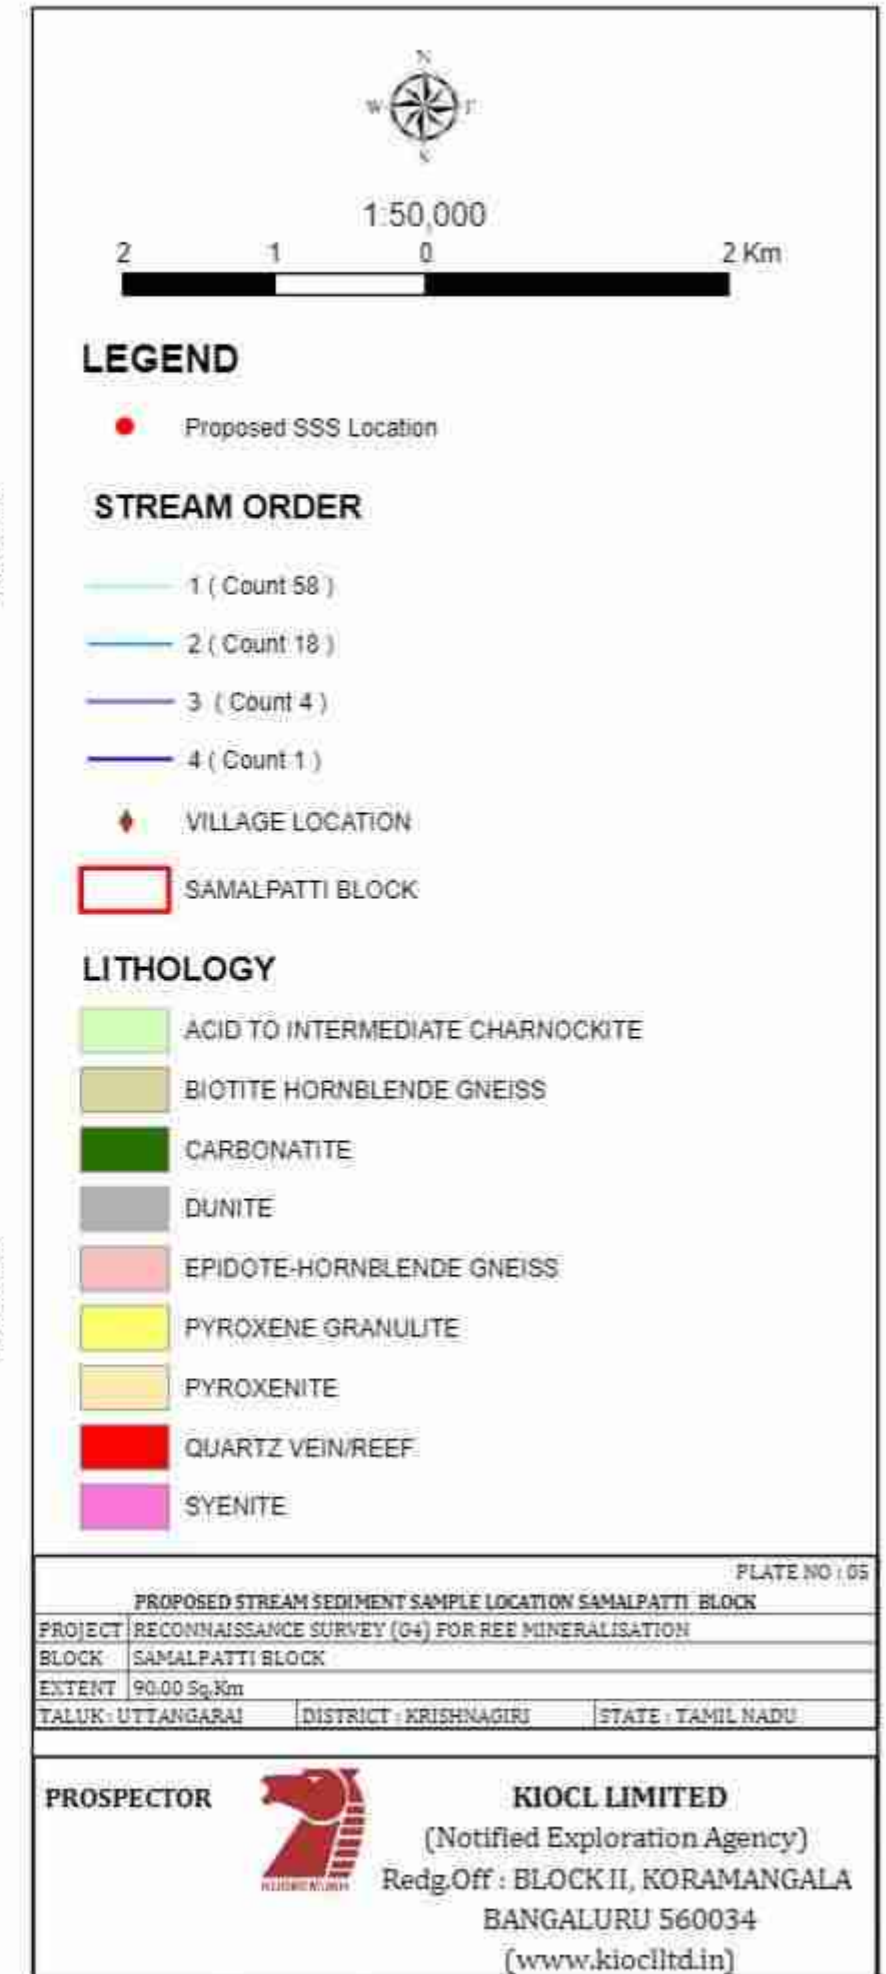 N
W
1:50,000
2 1 0 2 Km
LEGEND
Proposed SSS Location
STREAM ORDER
1 ( Count 58 )
2 ( Count 18 )
3 ( Count 4 )
4 ( Count 1 )
VILLAGE LOCATION
SAMALPATTI BLOCK
LITHOLOGY
ACID TO INTERMEDIATE CHARNOCKITE
BIOTITE HORNBLENDE GNEISS
CARBONATITE
DUNITE
EPIDOTE-HORNBLENDE GNEISS
PYROXENE GRANULITE
PYROXENITE
QUARTZ VEIN/REEF
SYENITE
PLATE NO : 05
PROPOSED STREAM SEDIMENT SAMPLE LOCATION SAMALPATTI BLOCK
PROJECT RECONNAISSANCE SURVEY (G4) FOR REE MINERALISATION
BLOCK SAMALPATTI BLOCK
EXTENT 90.00 Sq.Km
TALUK : UTTANGARAI DISTRICT : KRISHNAGIRI STATE : TAMIL NADU
PROSPECTOR
KIOCL LIMITED
(Notified Exploration Agency)
Redg.Off : BLOCK II, KORAMANGALA
BANGALURU 560034
(www.kioclltd.in)